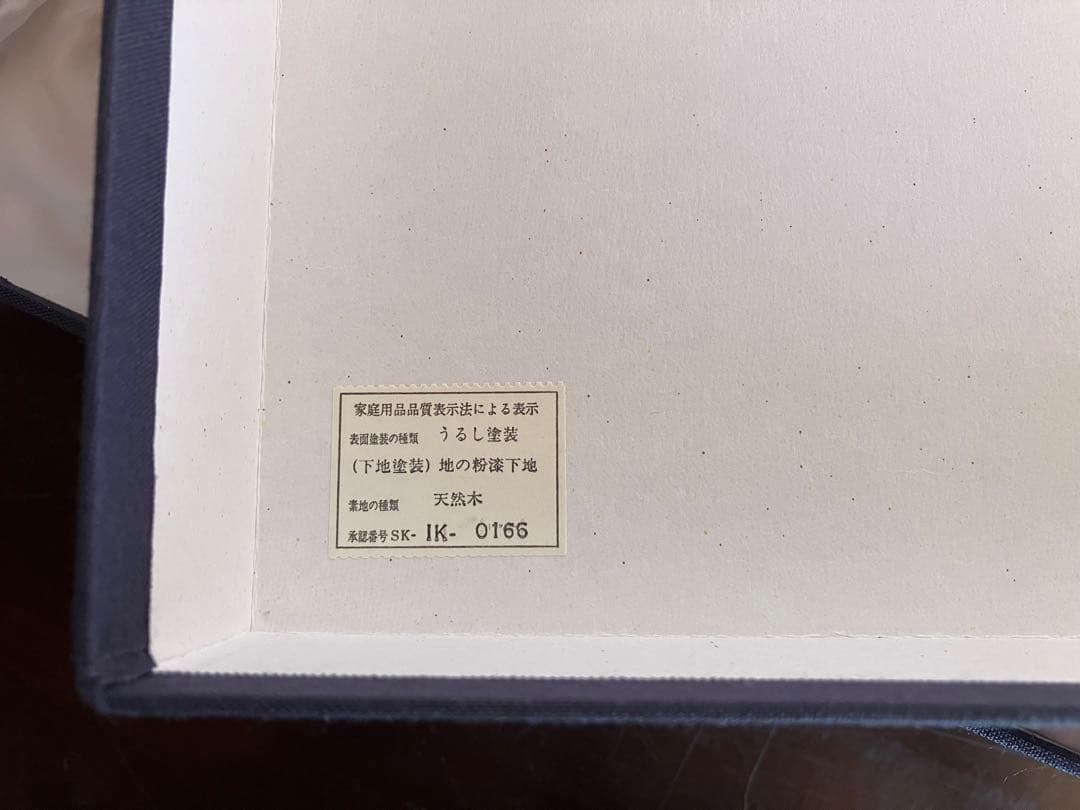 家庭用品品質表示法による表示
表面塗装の種類 うるし塗装
(下地塗装) 地の粉漆下地
素地の種類 天然木
承認番号 SK- IK- 0166